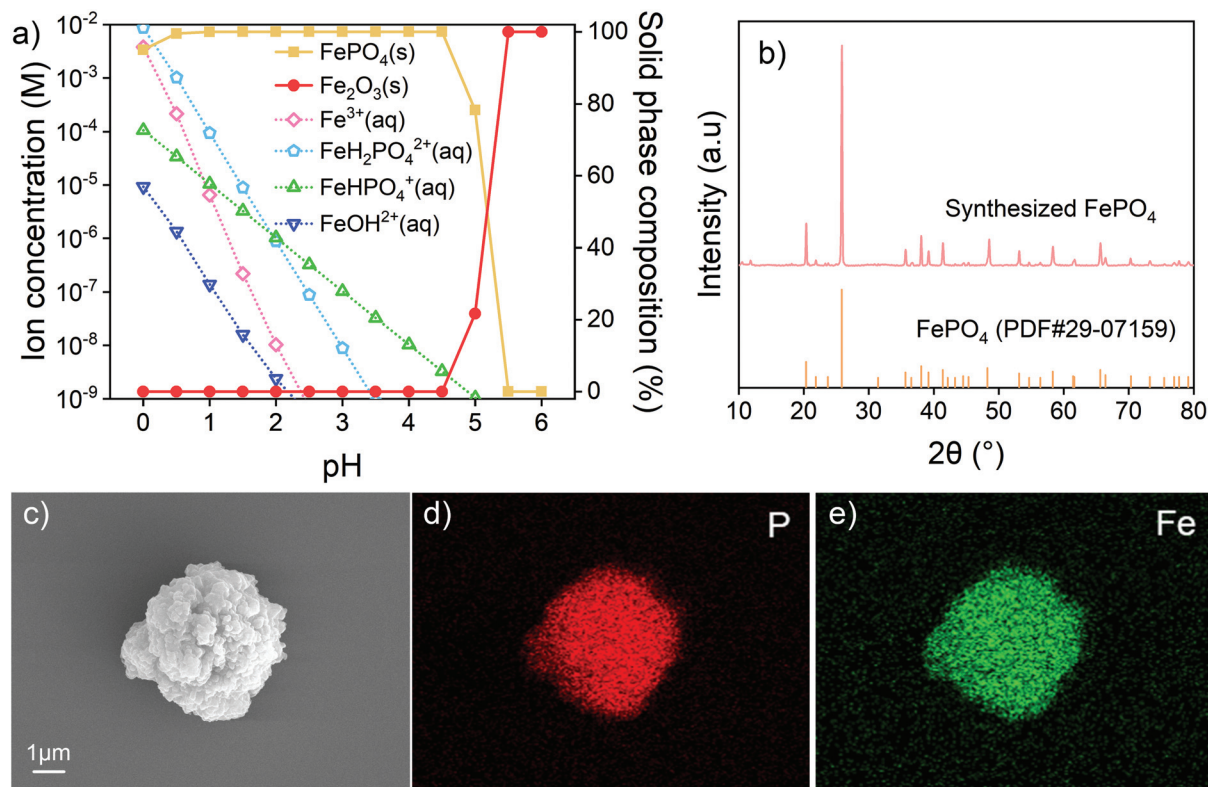 a)
Ion concentration (M)
10⁻²
10⁻³
10⁻⁴
10⁻⁵
10⁻⁶
10⁻⁷
10⁻⁸
10⁻⁹
FePO₄(s)
Fe₂O₃(s)
Fe³⁺(aq)
FeH₂PO₄²⁺(aq)
FeHPO₄⁺(aq)
FeOH²⁺(aq)
100
80
60
40
20
0
Solid phase composition (%)
0 1 2 3 4 5 6
pH
b)
Intensity (a.u)
Synthesized FePO₄
FePO₄ (PDF#29-07159)
10 20 30 40 50 60 70 80
2θ (°)
c)
1μm
d)
P
e)
Fe